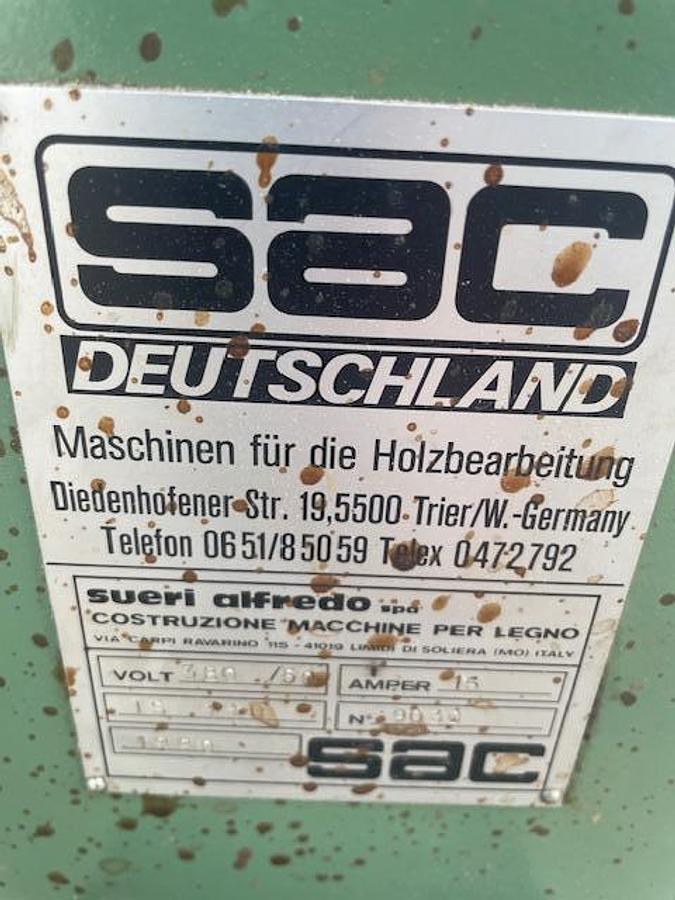 sac
DEUTSCHLAND
Maschinen für die Holzbearbeitung
Diedenhofener Str. 19,5500 Trier/W.-Germany
Telefon 0651/85059 Telex 0472792
sueri alfredo spa
COSTRUZIONE MACCHINE PER LEGNO
VIA CARPI RAVARINO 115 - 41019 LIMIDI DI SOLIERA (MO) ITALY
VOLT 380
AMPER 15
N°
sac